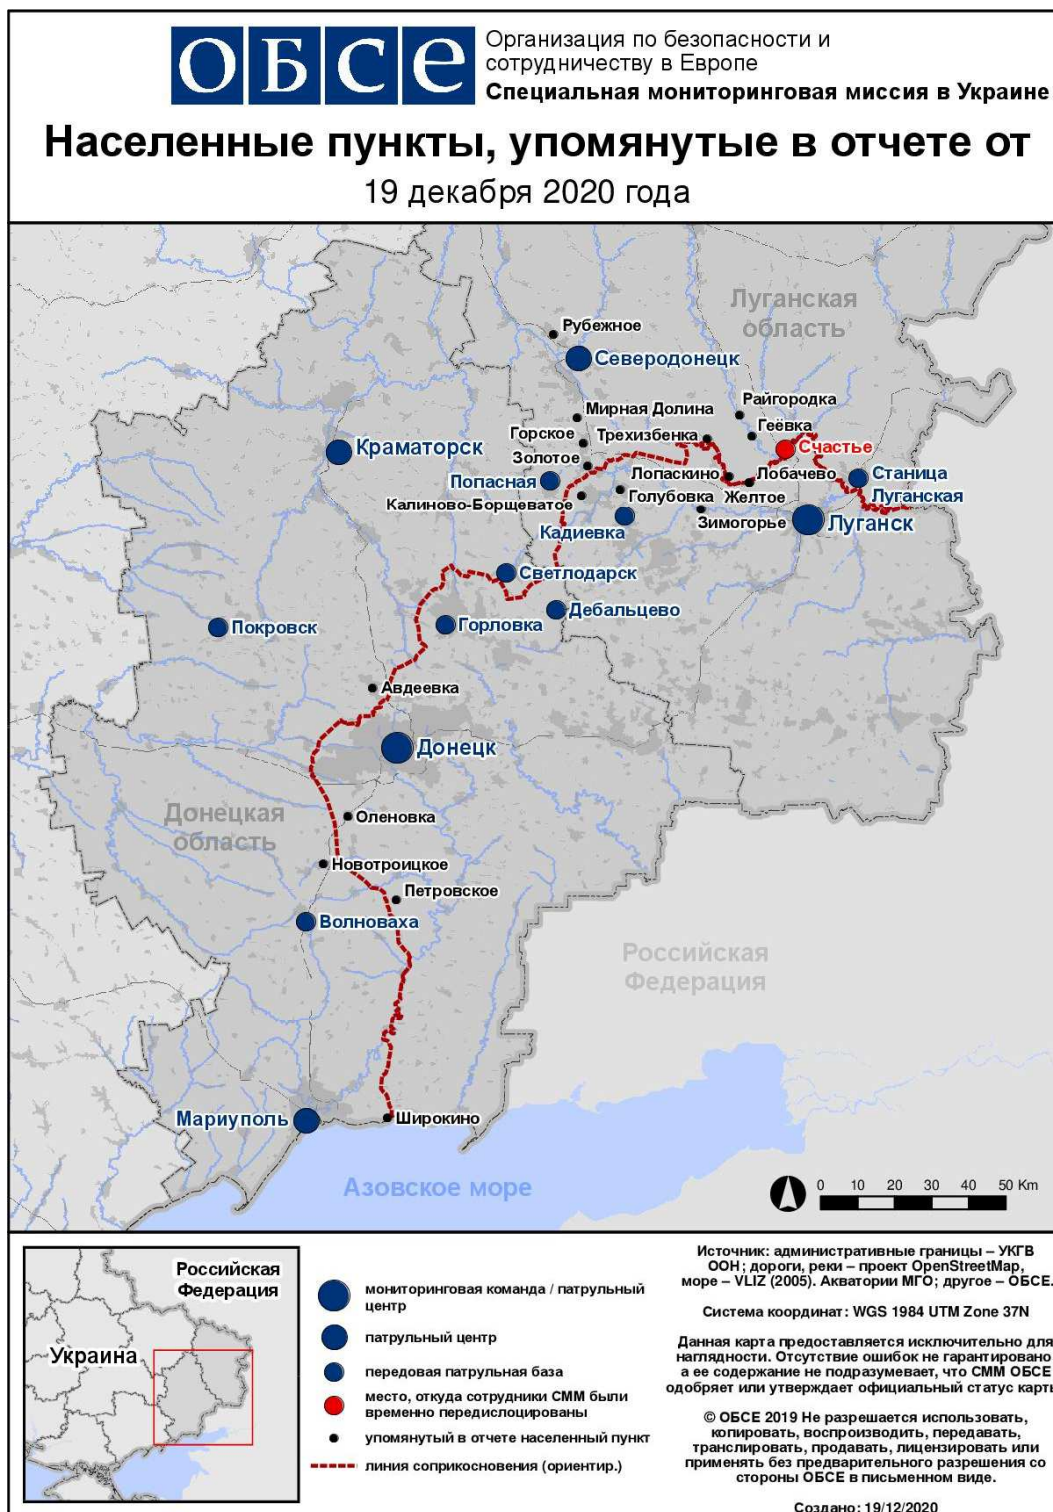 ОБСЕ
Организация по безопасности и
сотрудничеству в Европе
Специальная мониторинговая миссия в Украине
Населенные пункты, упомянутые в отчете от
19 декабря 2020 года
Луганская
область
Рубежное
Северодонецк
Райгородка
Мирная Долина
Геёвка
Горское
Трехизбенка
Счастье
Краматорск
Золотое
Попасная
Лопаскино
Лобачево
Станица
Луганская
Калиново-Борщеватое
Голубовка
Желтое
Кадиевка
Зимогорье
Луганск
Светлодарск
Дебальцево
Покровск
Горловка
Авдеевка
Донецк
Донецкая
область
Оленовка
Новотроицкое
Петровское
Волноваха
Российская
Федерация
Мариуполь
Широкино
Азовское море
0 10 20 30 40 50 Km
Российская
Федерация
Украина
мониторинговая команда / патрульный
центр
патрульный центр
передовая патрульная база
место, откуда сотрудники СММ были
временно передислоцированы
упомянутый в отчете населенный пункт
линия соприкосновения (ориентир.)
Источник: административные границы – УКГВ
ООН; дороги, реки – проект OpenStreetMap,
море – VLIZ (2005). Акватории МГО; другое – ОБСЕ.
Система координат: WGS 1984 UTM Zone 37N
Данная карта предоставляется исключительно для
наглядности. Отсутствие ошибок не гарантировано
а ее содержание не подразумевает, что СММ ОБСЕ
одобряет или утверждает официальный статус карты
© ОБСЕ 2019 Не разрешается использовать,
копировать, воспроизводить, передавать,
транслировать, продавать, лицензировать или
применять без предварительного разрешения со
стороны ОБСЕ в письменном виде.
Создано: 19/12/2020